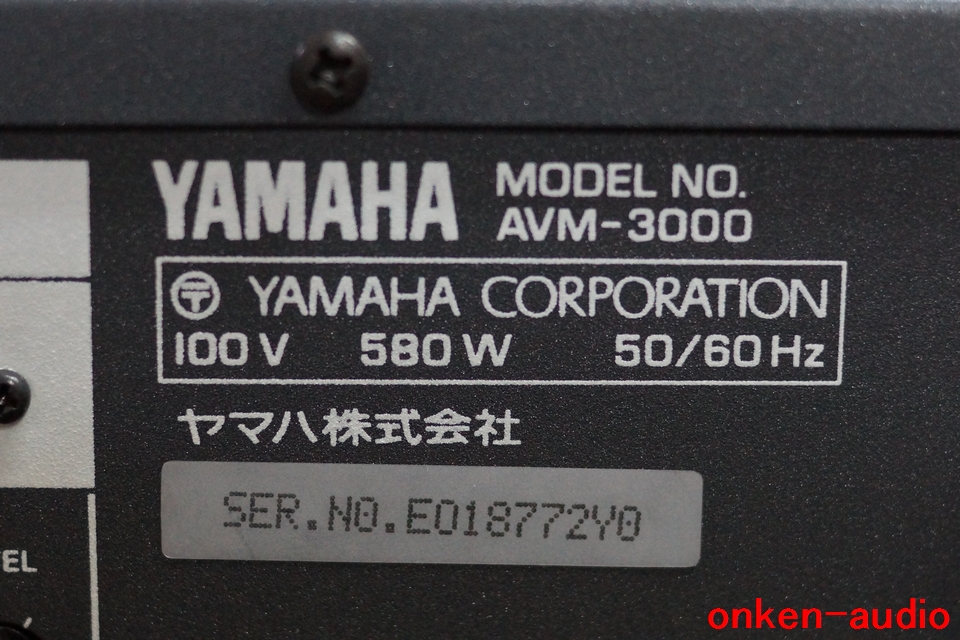 YAMAHA
MODEL NO.
AVM-3000
〶 YAMAHA CORPORATION
100V 580W 50/60Hz
ヤマハ株式会社
SER.NO.E018772Y0
onken-audio